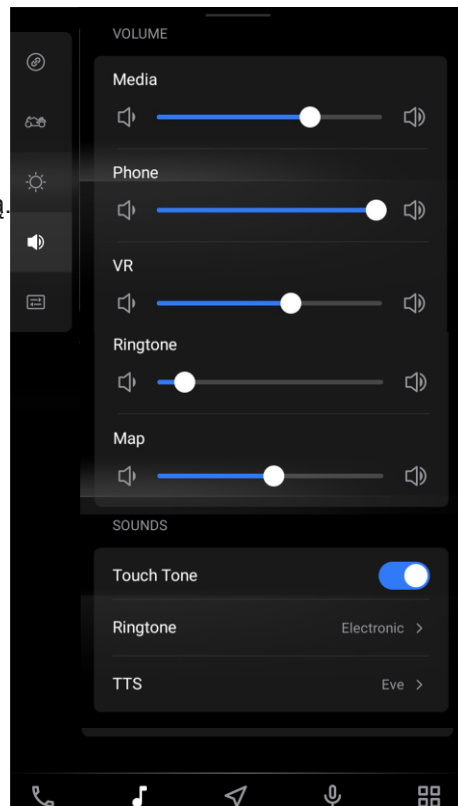 VOLUME
Media
Phone
VR
Ringtone
Map
SOUNDS
Touch Tone
Ringtone Electronic >
TTS Eve >